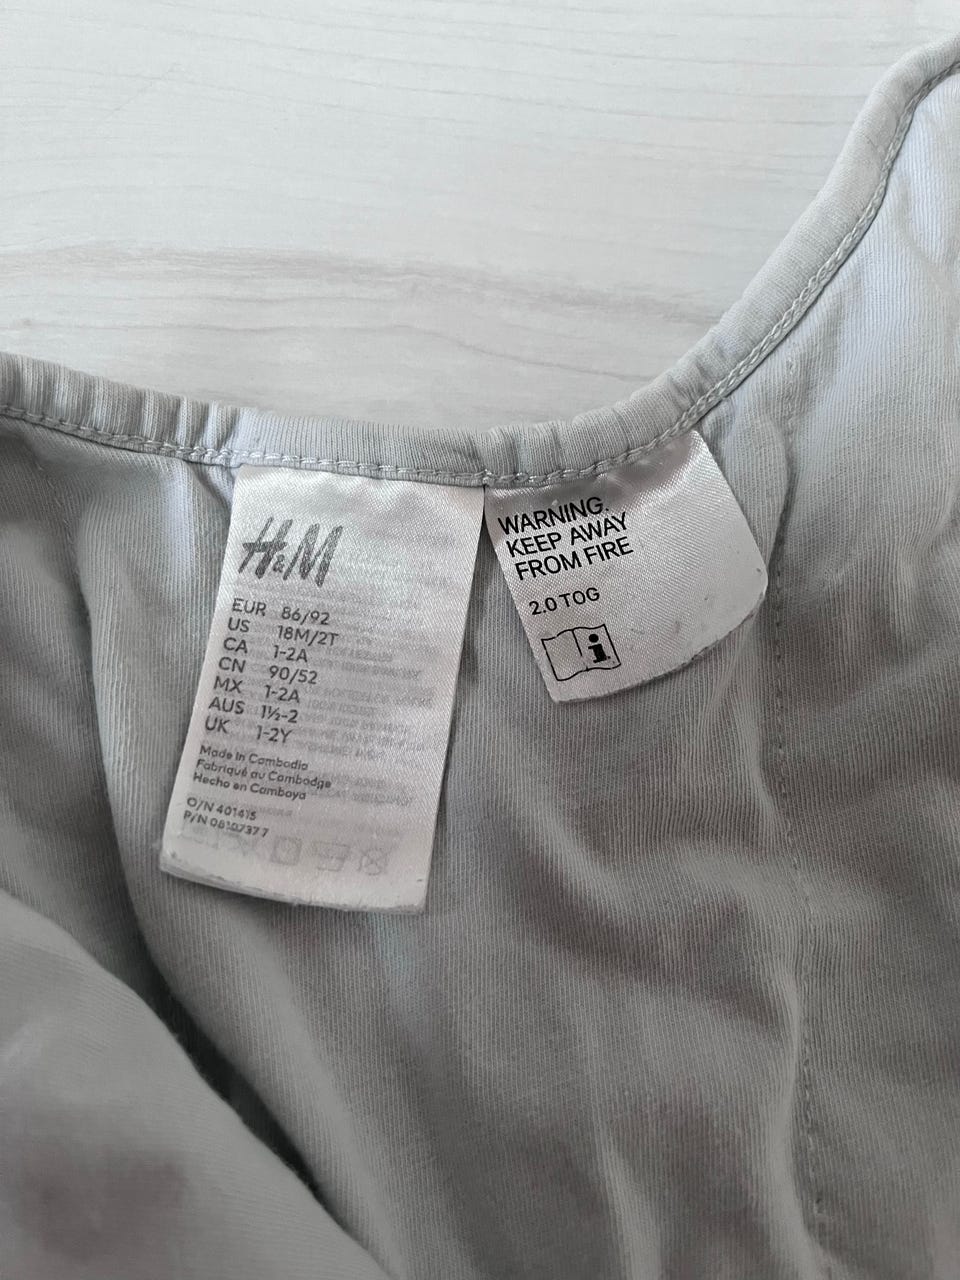 H&M
EUR 86/92
US 18M/2T
CA 1-2A
CN 90/52
MX 1-2A
AUS 1½-2
UK 1-2Y
Made in Cambodia
Fabriqué au Cambodge
Hecho en Camboya
O/N 401415
P/N
WARNING.
KEEP AWAY
FROM FIRE
2.0 TOG
i